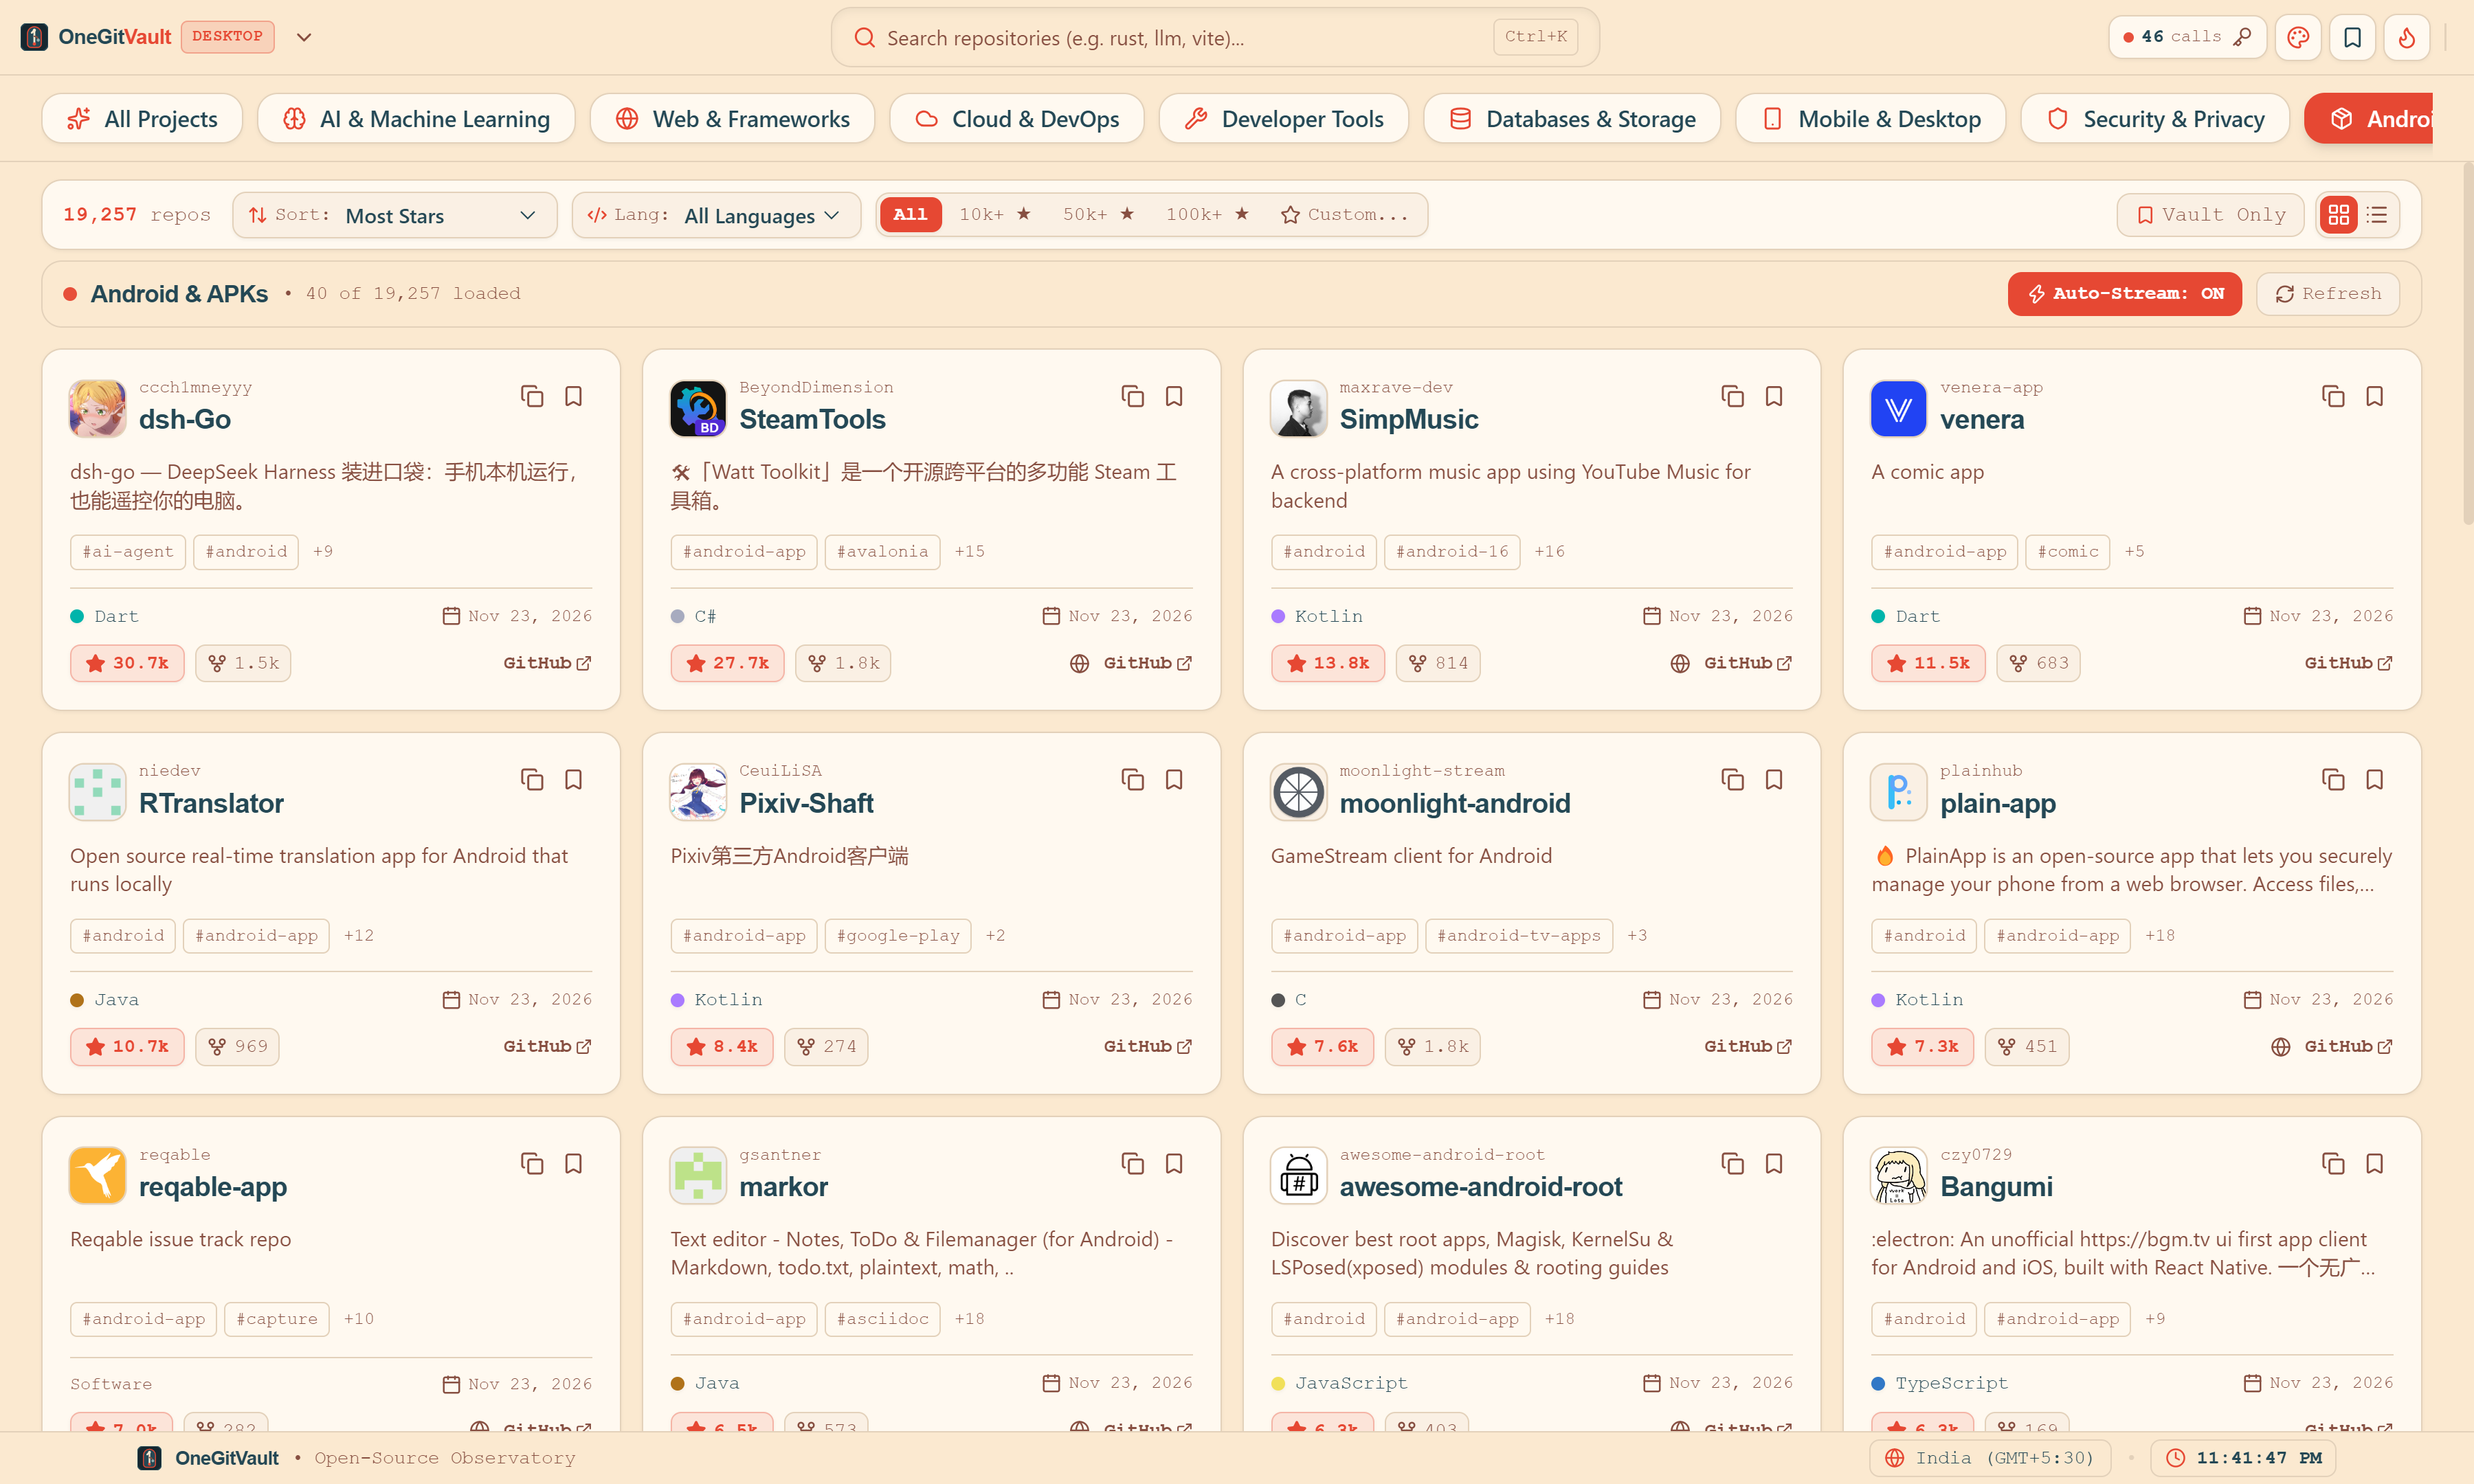 OneGitVault DESKTOP
Search repositories (e.g. rust, llm, vite)... Ctrl+K
46 calls
All Projects
AI & Machine Learning
Web & Frameworks
Cloud & DevOps
Developer Tools
Databases & Storage
Mobile & Desktop
Security & Privacy
Androi
19,257 repos
Sort: Most Stars
Lang: All Languages
All 10k+ ★ 50k+ ★ 100k+ ★ Custom...
Vault Only
Android & APKs • 40 of 19,257 loaded
Auto-Stream: ON
Refresh
ccch1mneyyy
dsh-Go
dsh-go — DeepSeek Harness 装进口袋：手机本机运行，
也能遥控你的电脑。
#ai-agent #android +9
Dart Nov 23, 2026
30.7k 1.5k GitHub
BD
BeyondDimension
SteamTools
🛠「Watt Toolkit」是一个开源跨平台的多功能 Steam 工
具箱。
#android-app #avalonia +15
C# Nov 23, 2026
27.7k 1.8k GitHub
maxrave-dev
SimpMusic
A cross-platform music app using YouTube Music for
backend
#android #android-16 +16
Kotlin Nov 23, 2026
13.8k 814 GitHub
venera-app
venera
A comic app
#android-app #comic +5
Dart Nov 23, 2026
11.5k 683 GitHub
niedev
RTranslator
Open source real-time translation app for Android that
runs locally
#android #android-app +12
Java Nov 23, 2026
10.7k 969 GitHub
CeuiLiSA
Pixiv-Shaft
Pixiv第三方Android客户端
#android-app #google-play +2
Kotlin Nov 23, 2026
8.4k 274 GitHub
moonlight-stream
moonlight-android
GameStream client for Android
#android-app #android-tv-apps +3
C Nov 23, 2026
7.6k 1.8k GitHub
plainhub
plain-app
🔥 PlainApp is an open-source app that lets you securely
manage your phone from a web browser. Access files,...
#android #android-app +18
Kotlin Nov 23, 2026
7.3k 451 GitHub
reqable
reqable-app
Reqable issue track repo
#android-app #capture +10
Software Nov 23, 2026
7.0k 282 GitHub
gsantner
markor
Text editor - Notes, ToDo & Filemanager (for Android) -
Markdown, todo.txt, plaintext, math, ..
#android-app #asciidoc +18
Java Nov 23, 2026
6.5k 573 GitHub
awesome-android-root
awesome-android-root
Discover best root apps, Magisk, KernelSu &
LSPosed(xposed) modules & rooting guides
#android #android-app +18
JavaScript Nov 23, 2026
6.3k 403 GitHub
czy0729
Bangumi
:electron: An unofficial https://bgm.tv ui first app client
for Android and iOS, built with React Native. 一个无广...
#android #android-app +9
TypeScript Nov 23, 2026
6.3k 169 GitHub
OneGitVault • Open-Source Observatory
India (GMT+5:30) • 11:41:47 PM